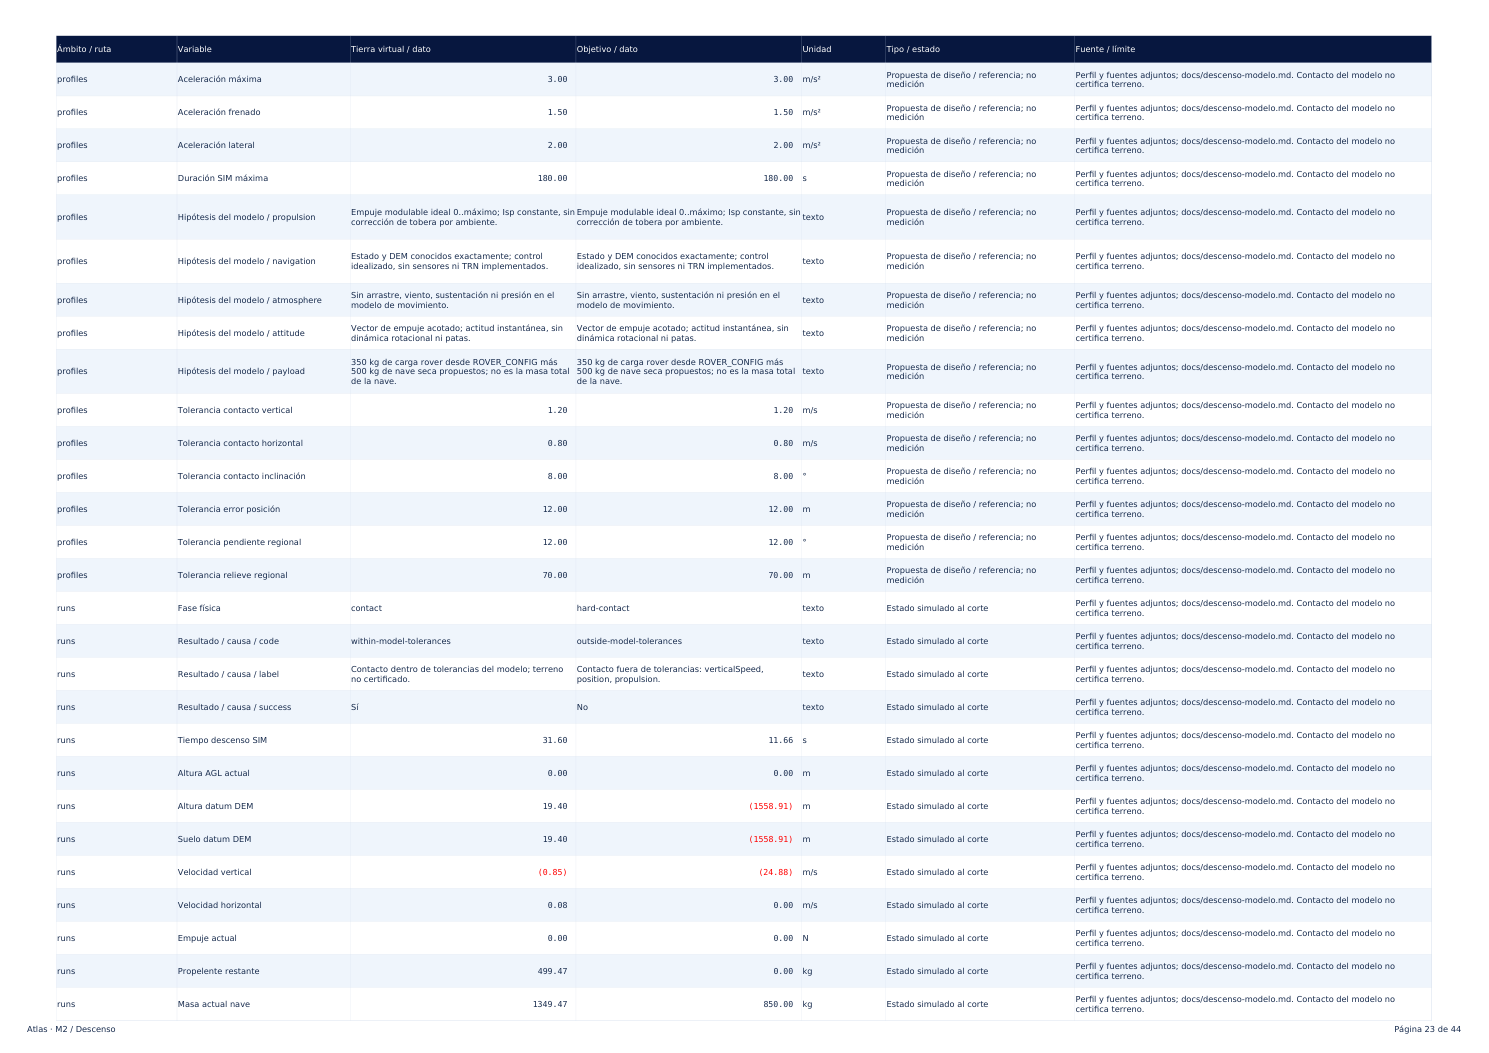 Ámbito / ruta Variable Tierra virtual / dato Objetivo / dato Unidad Tipo / estado Fuente / límite
profiles Aceleración máxima 3.00 3.00 m/s² Propuesta de diseño / referencia; no medición Perfil y fuentes adjuntos; docs/descenso-modelo.md. Contacto del modelo no certifica terreno.
profiles Aceleración frenado 1.50 1.50 m/s² Propuesta de diseño / referencia; no medición Perfil y fuentes adjuntos; docs/descenso-modelo.md. Contacto del modelo no certifica terreno.
profiles Aceleración lateral 2.00 2.00 m/s² Propuesta de diseño / referencia; no medición Perfil y fuentes adjuntos; docs/descenso-modelo.md. Contacto del modelo no certifica terreno.
profiles Duración SIM máxima 180.00 180.00 s Propuesta de diseño / referencia; no medición Perfil y fuentes adjuntos; docs/descenso-modelo.md. Contacto del modelo no certifica terreno.
profiles Hipótesis del modelo / propulsion Empuje modulable ideal 0..máximo; Isp constante, sin corrección de tobera por ambiente. Empuje modulable ideal 0..máximo; Isp constante, sin corrección de tobera por ambiente. texto Propuesta de diseño / referencia; no medición Perfil y fuentes adjuntos; docs/descenso-modelo.md. Contacto del modelo no certifica terreno.
profiles Hipótesis del modelo / navigation Estado y DEM conocidos exactamente; control idealizado, sin sensores ni TRN implementados. Estado y DEM conocidos exactamente; control idealizado, sin sensores ni TRN implementados. texto Propuesta de diseño / referencia; no medición Perfil y fuentes adjuntos; docs/descenso-modelo.md. Contacto del modelo no certifica terreno.
profiles Hipótesis del modelo / atmosphere Sin arrastre, viento, sustentación ni presión en el modelo de movimiento. Sin arrastre, viento, sustentación ni presión en el modelo de movimiento. texto Propuesta de diseño / referencia; no medición Perfil y fuentes adjuntos; docs/descenso-modelo.md. Contacto del modelo no certifica terreno.
profiles Hipótesis del modelo / attitude Vector de empuje acotado; actitud instantánea, sin dinámica rotacional ni patas. Vector de empuje acotado; actitud instantánea, sin dinámica rotacional ni patas. texto Propuesta de diseño / referencia; no medición Perfil y fuentes adjuntos; docs/descenso-modelo.md. Contacto del modelo no certifica terreno.
profiles Hipótesis del modelo / payload 350 kg de carga rover desde ROVER_CONFIG más 500 kg de nave seca propuestos; no es la masa total de la nave. 350 kg de carga rover desde ROVER_CONFIG más 500 kg de nave seca propuestos; no es la masa total de la nave. texto Propuesta de diseño / referencia; no medición Perfil y fuentes adjuntos; docs/descenso-modelo.md. Contacto del modelo no certifica terreno.
profiles Tolerancia contacto vertical 1.20 1.20 m/s Propuesta de diseño / referencia; no medición Perfil y fuentes adjuntos; docs/descenso-modelo.md. Contacto del modelo no certifica terreno.
profiles Tolerancia contacto horizontal 0.80 0.80 m/s Propuesta de diseño / referencia; no medición Perfil y fuentes adjuntos; docs/descenso-modelo.md. Contacto del modelo no certifica terreno.
profiles Tolerancia contacto inclinación 8.00 8.00 ° Propuesta de diseño / referencia; no medición Perfil y fuentes adjuntos; docs/descenso-modelo.md. Contacto del modelo no certifica terreno.
profiles Tolerancia error posición 12.00 12.00 m Propuesta de diseño / referencia; no medición Perfil y fuentes adjuntos; docs/descenso-modelo.md. Contacto del modelo no certifica terreno.
profiles Tolerancia pendiente regional 12.00 12.00 ° Propuesta de diseño / referencia; no medición Perfil y fuentes adjuntos; docs/descenso-modelo.md. Contacto del modelo no certifica terreno.
profiles Tolerancia relieve regional 70.00 70.00 m Propuesta de diseño / referencia; no medición Perfil y fuentes adjuntos; docs/descenso-modelo.md. Contacto del modelo no certifica terreno.
runs Fase física contact hard-contact texto Estado simulado al corte Perfil y fuentes adjuntos; docs/descenso-modelo.md. Contacto del modelo no certifica terreno.
runs Resultado / causa / code within-model-tolerances outside-model-tolerances texto Estado simulado al corte Perfil y fuentes adjuntos; docs/descenso-modelo.md. Contacto del modelo no certifica terreno.
runs Resultado / causa / label Contacto dentro de tolerancias del modelo; terreno no certificado. Contacto fuera de tolerancias: verticalSpeed, position, propulsion. texto Estado simulado al corte Perfil y fuentes adjuntos; docs/descenso-modelo.md. Contacto del modelo no certifica terreno.
runs Resultado / causa / success Sí No texto Estado simulado al corte Perfil y fuentes adjuntos; docs/descenso-modelo.md. Contacto del modelo no certifica terreno.
runs Tiempo descenso SIM 31.60 11.66 s Estado simulado al corte Perfil y fuentes adjuntos; docs/descenso-modelo.md. Contacto del modelo no certifica terreno.
runs Altura AGL actual 0.00 0.00 m Estado simulado al corte Perfil y fuentes adjuntos; docs/descenso-modelo.md. Contacto del modelo no certifica terreno.
runs Altura datum DEM 19.40 (1558.91) m Estado simulado al corte Perfil y fuentes adjuntos; docs/descenso-modelo.md. Contacto del modelo no certifica terreno.
runs Suelo datum DEM 19.40 (1558.91) m Estado simulado al corte Perfil y fuentes adjuntos; docs/descenso-modelo.md. Contacto del modelo no certifica terreno.
runs Velocidad vertical (0.85) (24.88) m/s Estado simulado al corte Perfil y fuentes adjuntos; docs/descenso-modelo.md. Contacto del modelo no certifica terreno.
runs Velocidad horizontal 0.08 0.00 m/s Estado simulado al corte Perfil y fuentes adjuntos; docs/descenso-modelo.md. Contacto del modelo no certifica terreno.
runs Empuje actual 0.00 0.00 N Estado simulado al corte Perfil y fuentes adjuntos; docs/descenso-modelo.md. Contacto del modelo no certifica terreno.
runs Propelente restante 499.47 0.00 kg Estado simulado al corte Perfil y fuentes adjuntos; docs/descenso-modelo.md. Contacto del modelo no certifica terreno.
runs Masa actual nave 1349.47 850.00 kg Estado simulado al corte Perfil y fuentes adjuntos; docs/descenso-modelo.md. Contacto del modelo no certifica terreno.
Atlas · M2 / Descenso Página 23 de 44